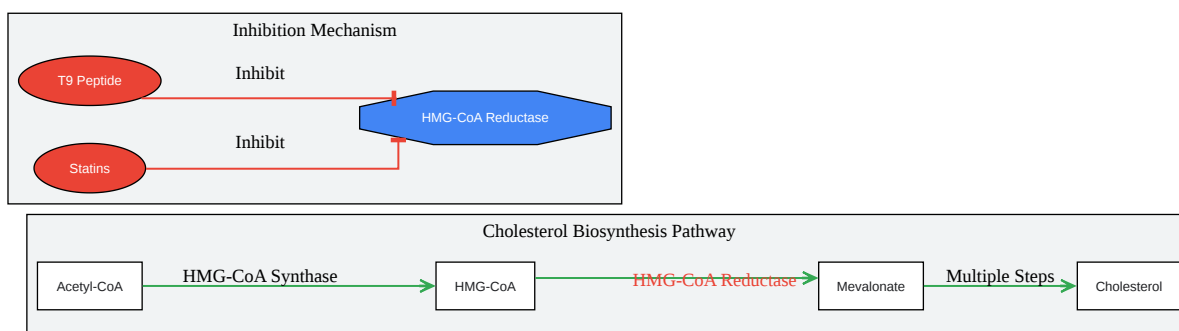 Inhibition Mechanism
T9 Peptide
Inhibit
HMG-CoA Reductase
Inhibit
Statins
Cholesterol Biosynthesis Pathway
Acetyl-CoA
HMG-CoA Synthase
HMG-CoA
HMG-CoA Reductase
Mevalonate
Multiple Steps
Cholesterol